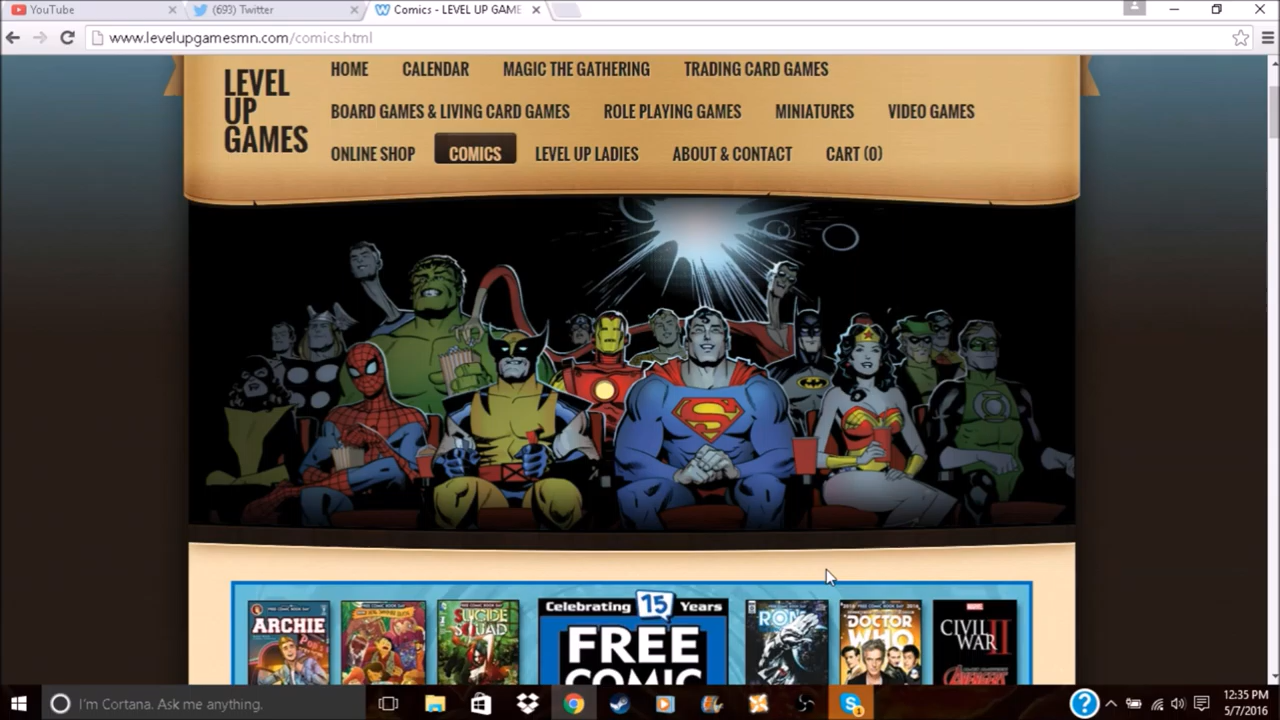 YouTube
(693) Twitter
Comics - LEVEL UP GAME
www.levelupgamesmn.com/comics.html
LEVEL
UP
GAMES
HOME CALENDAR MAGIC THE GATHERING TRADING CARD GAMES
BOARD GAMES & LIVING CARD GAMES ROLE PLAYING GAMES MINIATURES VIDEO GAMES
ONLINE SHOP COMICS LEVEL UP LADIES ABOUT & CONTACT CART (0)
Celebrating 15 Years
FREE
COMIC
ARCHIE
SUICIDE
SQUAD
ROM
DOCTOR
WHO
MARVEL
CIVIL
WAR II
AVENGERS
I'm Cortana. Ask me anything.
12:35 PM
5/7/2016